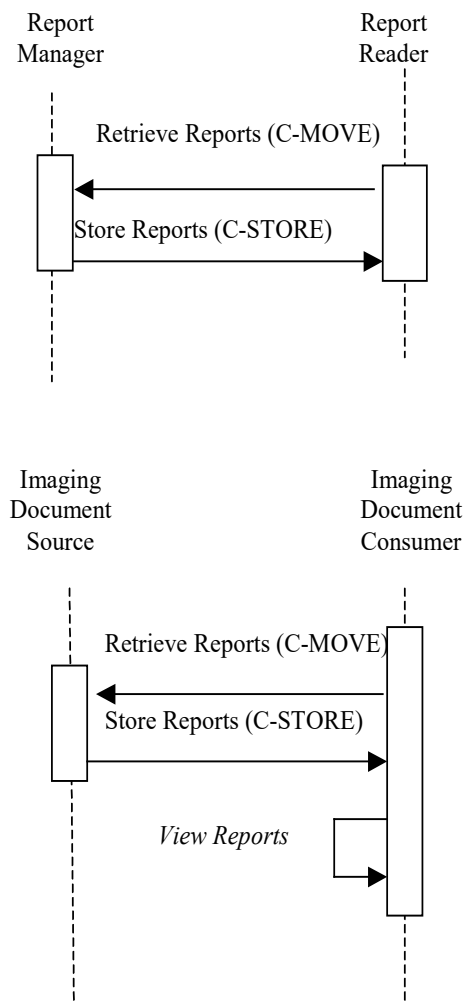 Report
Manager
Report
Reader
Retrieve Reports (C-MOVE)
Store Reports (C-STORE)
Imaging
Document
Source
Imaging
Document
Consumer
Retrieve Reports (C-MOVE)
Store Reports (C-STORE)
View Reports